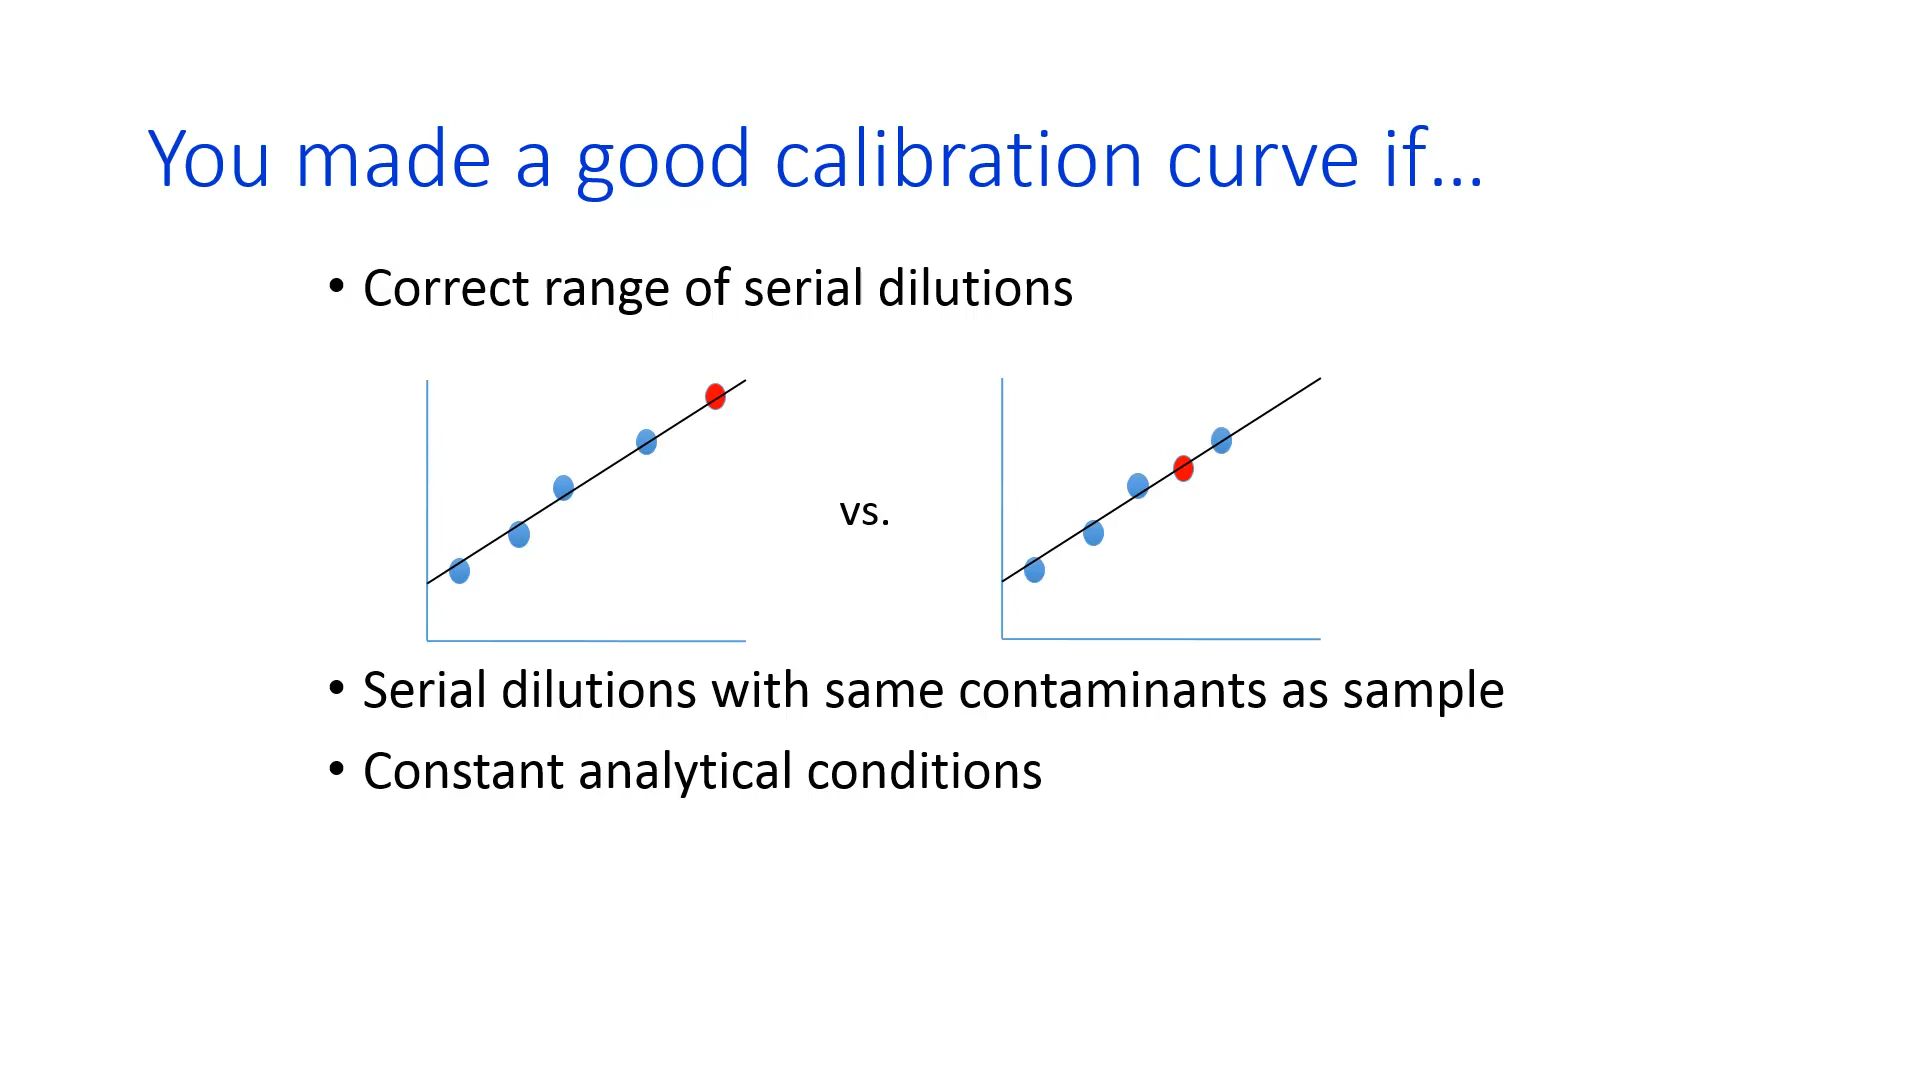 You made a good calibration curve if...
• Correct range of serial dilutions
vs.
• Serial dilutions with same contaminants as sample
• Constant analytical conditions